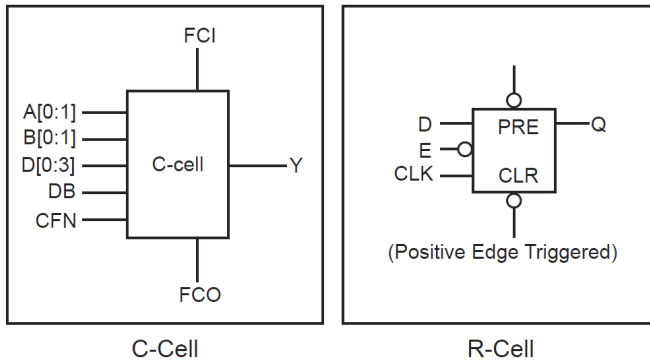 FCI
A[0:1]
B[0:1]
D[0:3]
DB
CFN
C-cell
Y
FCO
C-Cell
D
E
CLK
PRE
CLR
Q
(Positive Edge Triggered)
R-Cell